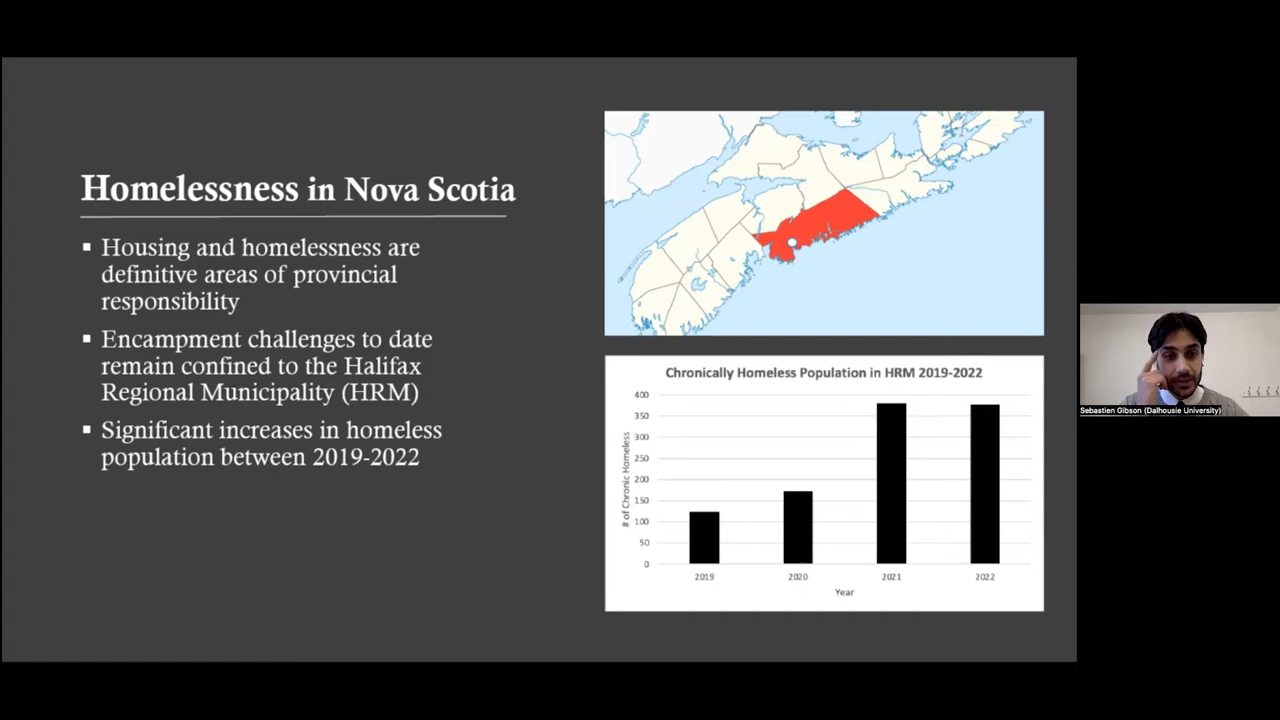 Homelessness in Nova Scotia
▪ Housing and homelessness are
definitive areas of provincial
responsibility
▪ Encampment challenges to date
remain confined to the Halifax
Regional Municipality (HRM)
▪ Significant increases in homeless
population between 2019-2022
Chronically Homeless Population in HRM 2019-2022
# of Chronic Homeless
400
350
300
250
200
150
100
50
0
2019 2020 2021 2022
Year
Sebastien Gibson (Dalhousie University)